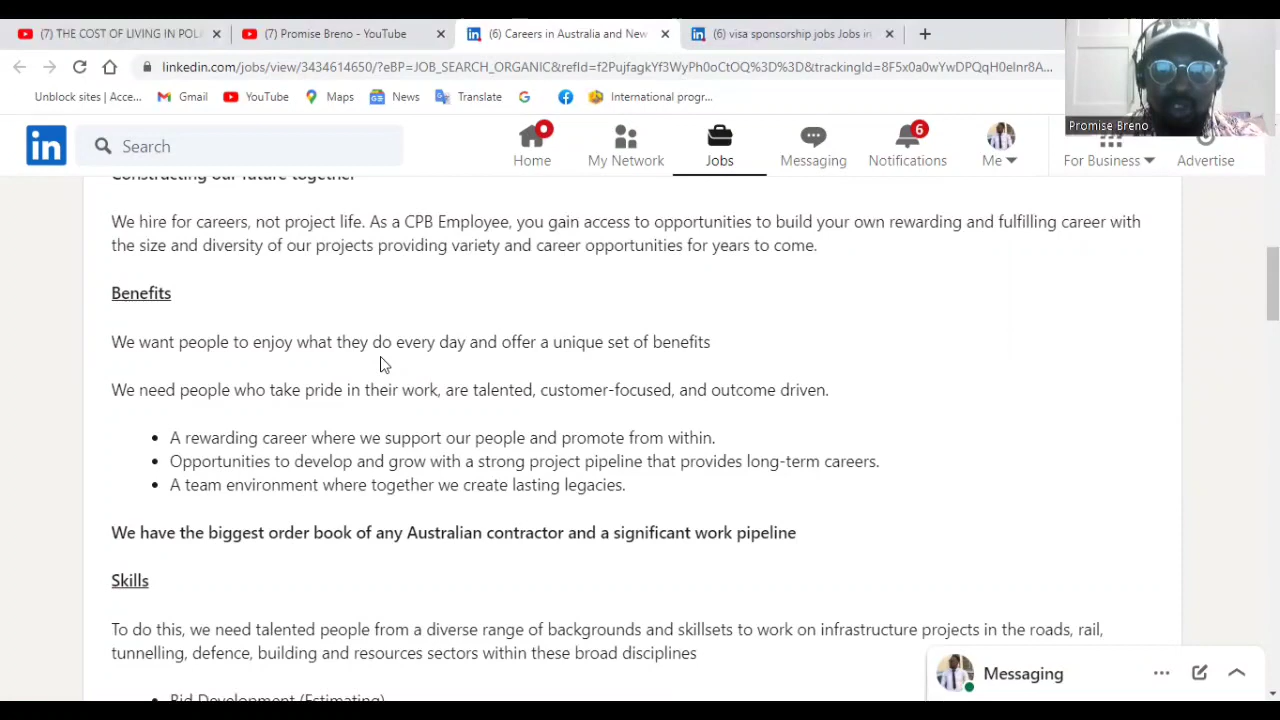 (7) THE COST OF LIVING IN POL
(7) Promise Breno - YouTube
(6) Careers in Australia and New
(6) visa sponsorship jobs Jobs in
linkedin.com/jobs/view/3434614650/?eBP=JOB_SEARCH_ORGANIC&refId=f2PujfagkYf3WyPh0oCtOQ%3D%3D&trackingId=8F5x0a0wYwDPQqH0eInr8A...
Unblock sites | Acce...
Gmail
YouTube
Maps
News
Translate
International progr...
Promise Breno
in
Search
Home
My Network
Jobs
Messaging
6
Notifications
Me
For Business
Advertise
Constructing our future together
We hire for careers, not project life. As a CPB Employee, you gain access to opportunities to build your own rewarding and fulfilling career with
the size and diversity of our projects providing variety and career opportunities for years to come.
Benefits
We want people to enjoy what they do every day and offer a unique set of benefits
We need people who take pride in their work, are talented, customer-focused, and outcome driven.
• A rewarding career where we support our people and promote from within.
• Opportunities to develop and grow with a strong project pipeline that provides long-term careers.
• A team environment where together we create lasting legacies.
We have the biggest order book of any Australian contractor and a significant work pipeline
Skills
To do this, we need talented people from a diverse range of backgrounds and skillsets to work on infrastructure projects in the roads, rail,
tunnelling, defence, building and resources sectors within these broad disciplines
• Bid Development (Estimating)
Messaging